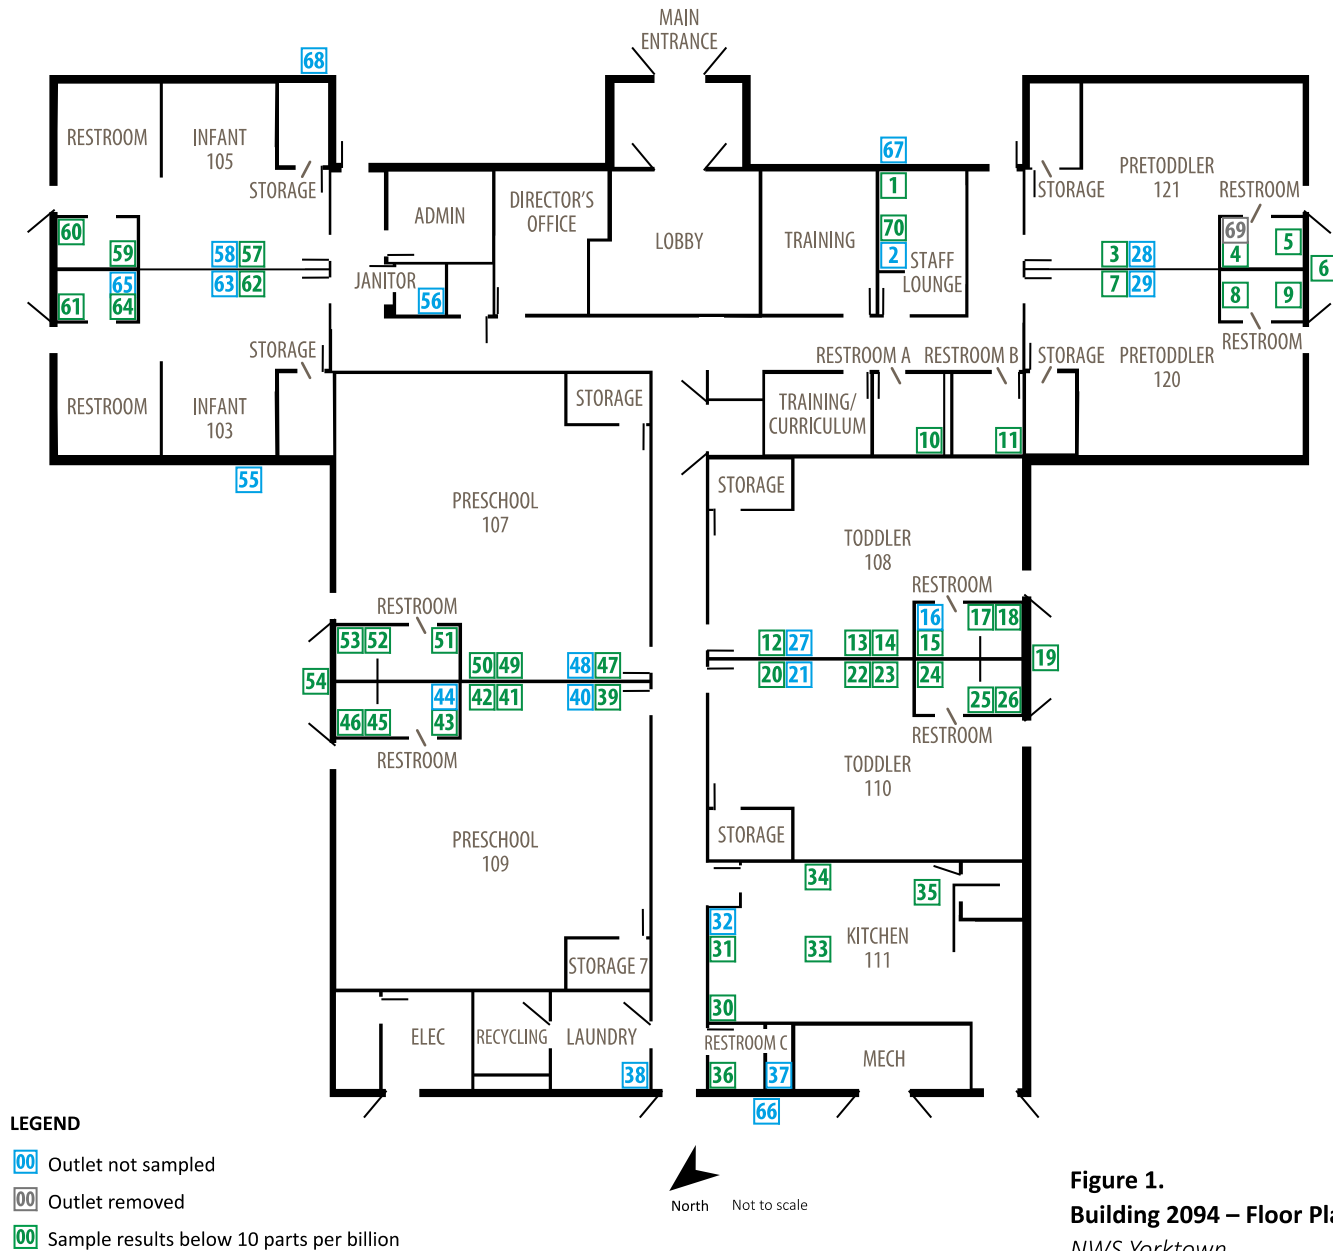 MAIN
ENTRANCE
68
RESTROOM
INFANT
105
STORAGE
67
1
70
2
STAFF
LOUNGE
PRETODDLER
121
RESTROOM
STORAGE
ADMIN
DIRECTOR'S
OFFICE
LOBBY
TRAINING
60
59
58
57
65
63
62
61
64
JANITOR
56
69
4
5
3
28
7
29
6
8
9
RESTROOM
STORAGE
RESTROOM A
RESTROOM B
STORAGE
PRETODDLER
120
RESTROOM
INFANT
103
STORAGE
TRAINING/
CURRICULUM
10
11
55
PRESCHOOL
107
STORAGE
TODDLER
108
RESTROOM
RESTROOM
16
17
18
53
52
51
12
27
13
14
15
19
50
49
48
47
54
20
21
22
23
24
44
42
41
40
39
25
26
46
45
43
RESTROOM
RESTROOM
TODDLER
110
PRESCHOOL
109
STORAGE
34
35
32
31
33
KITCHEN
111
STORAGE 7
30
ELEC
RECYCLING
LAUNDRY
RESTROOM C
MECH
38
36
37
66
LEGEND
00 Outlet not sampled
00 Outlet removed
00 Sample results below 10 parts per billion
North Not to scale
Figure 1.
Building 2094 – Floor Pla
NWS Yorktown